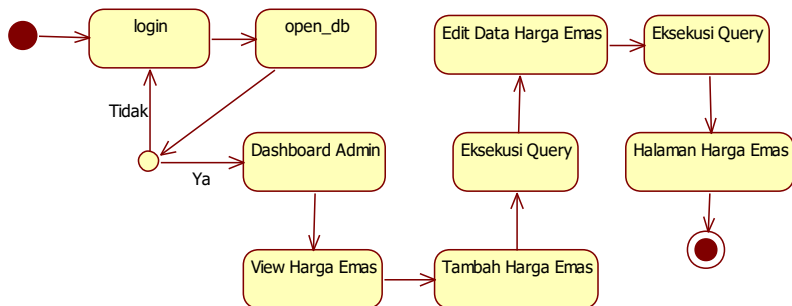 login
open_db
Tidak
Ya
Dashboard Admin
View Harga Emas
Tambah Harga Emas
Eksekusi Query
Edit Data Harga Emas
Eksekusi Query
Halaman Harga Emas